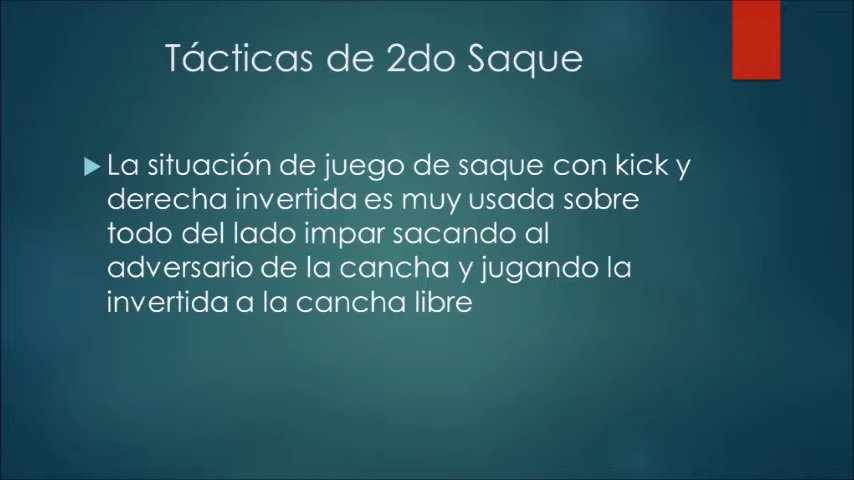 Tácticas de 2do Saque
La situación de juego de saque con kick y
derecha invertida es muy usada sobre
todo del lado impar sacando al
adversario de la cancha y jugando la
invertida a la cancha libre